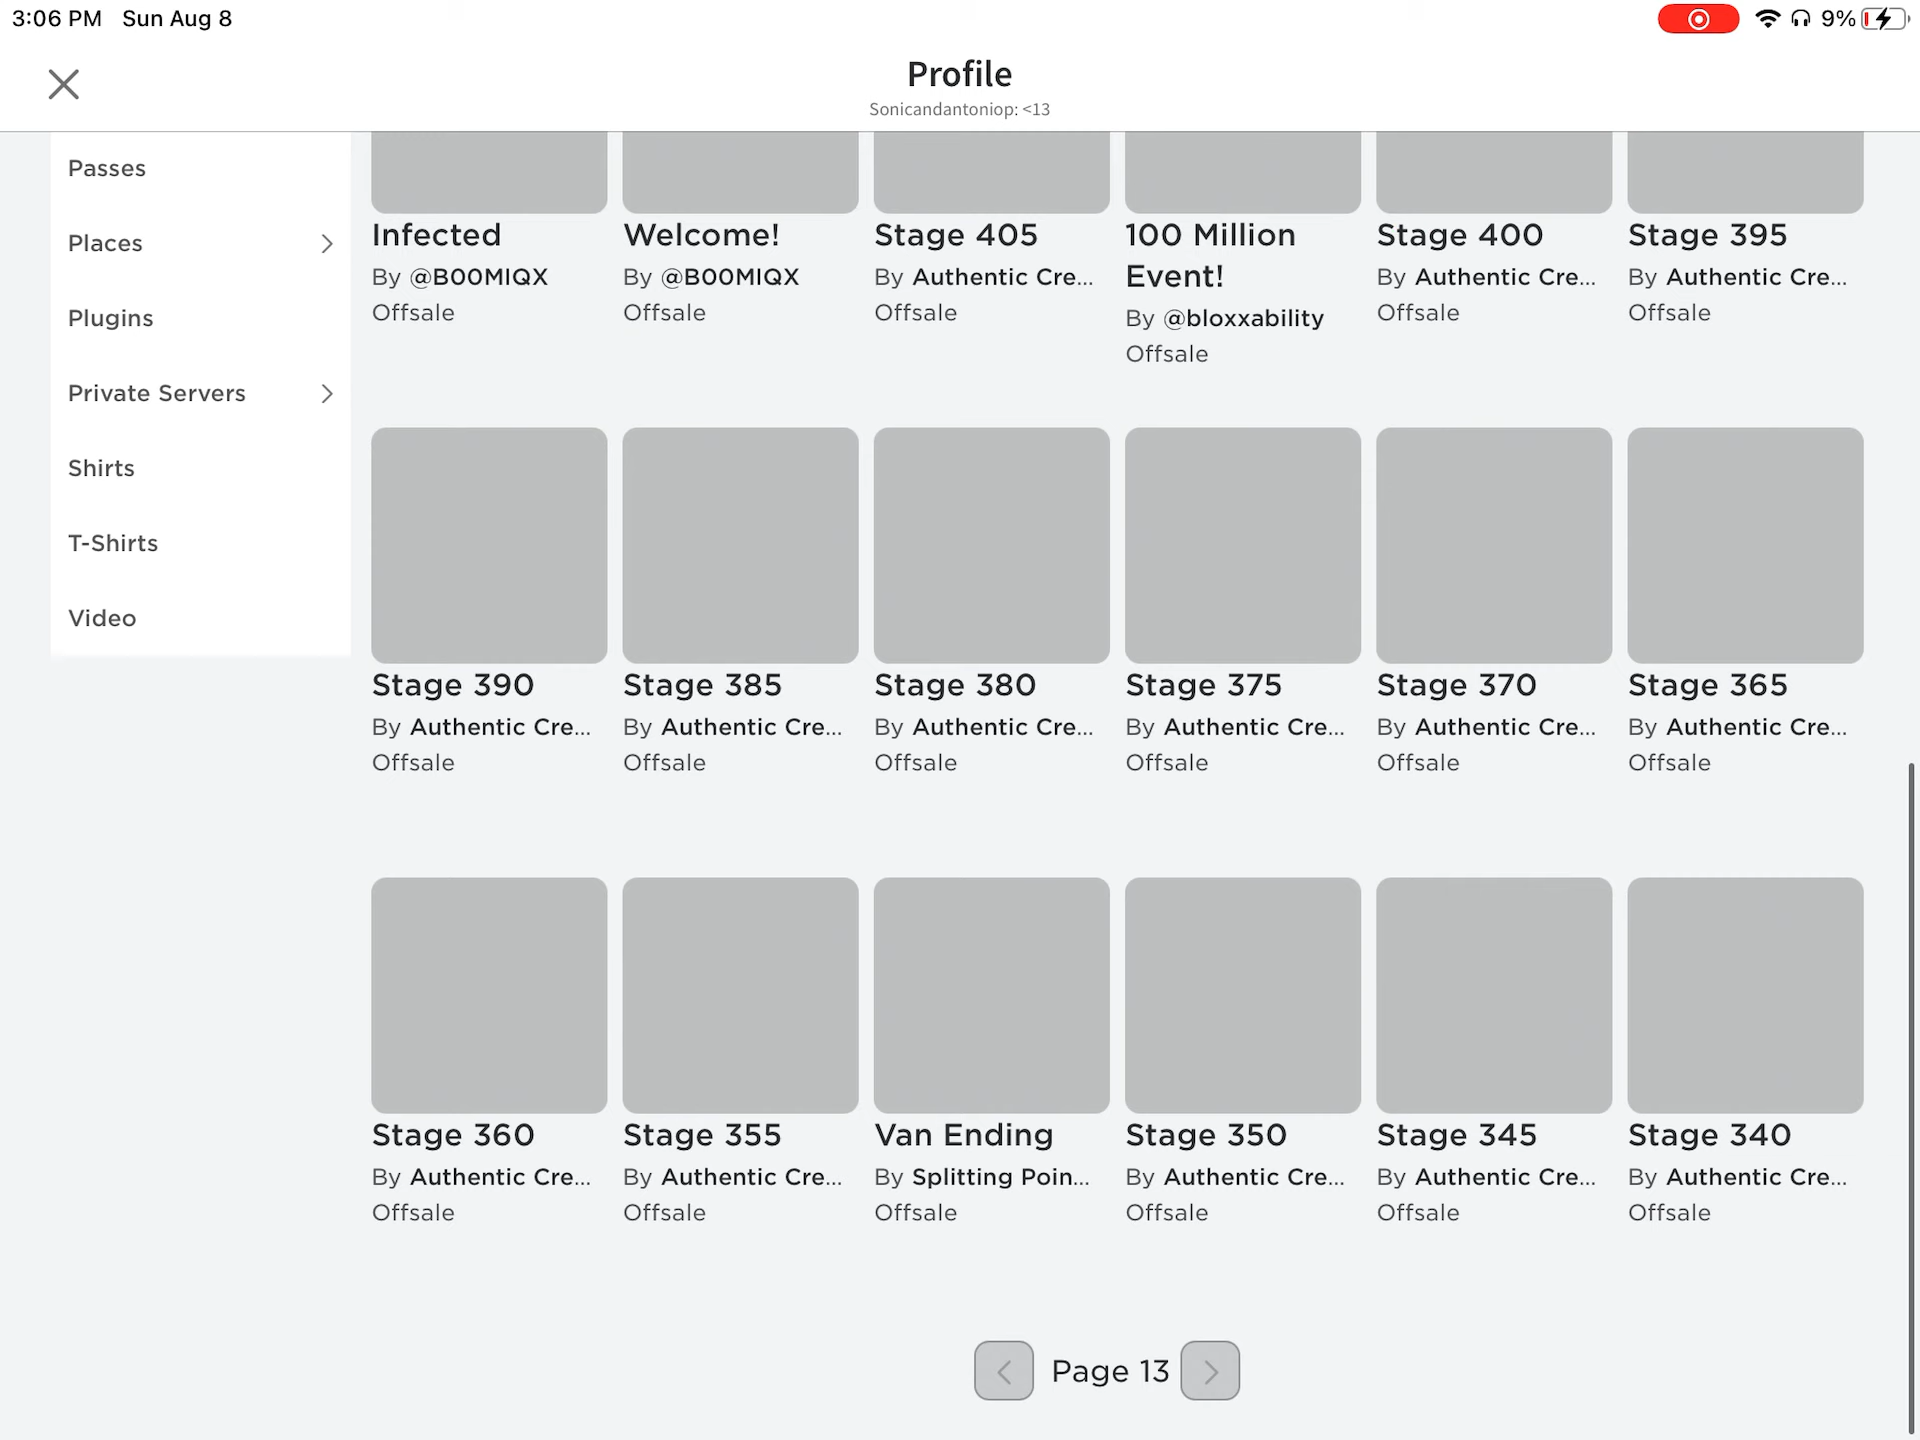 3:06 PM Sun Aug 8
9%
Profile
Sonicandantoniop: <13
Passes
Places
Plugins
Private Servers
Shirts
T-Shirts
Video
Infected
By @B00MIQX
Offsale
Welcome!
By @B00MIQX
Offsale
Stage 405
By Authentic Cre...
Offsale
100 Million
Event!
By @bloxxability
Offsale
Stage 400
By Authentic Cre...
Offsale
Stage 395
By Authentic Cre...
Offsale
Stage 390
By Authentic Cre...
Offsale
Stage 385
By Authentic Cre...
Offsale
Stage 380
By Authentic Cre...
Offsale
Stage 375
By Authentic Cre...
Offsale
Stage 370
By Authentic Cre...
Offsale
Stage 365
By Authentic Cre...
Offsale
Stage 360
By Authentic Cre...
Offsale
Stage 355
By Authentic Cre...
Offsale
Van Ending
By Splitting Poin...
Offsale
Stage 350
By Authentic Cre...
Offsale
Stage 345
By Authentic Cre...
Offsale
Stage 340
By Authentic Cre...
Offsale
Page 13